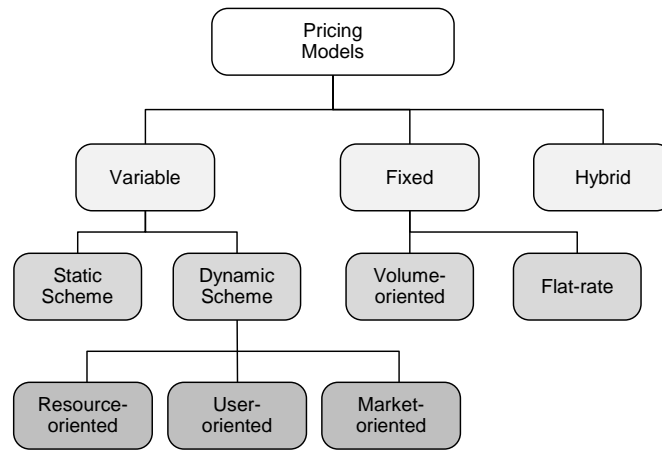 Pricing
Models
Variable
Fixed
Hybrid
Static
Scheme
Dynamic
Scheme
Volume-
oriented
Flat-rate
Resource-
oriented
User-
oriented
Market-
oriented